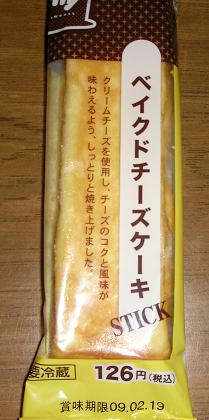 ベイクドチーズケーキ
STICK
クリームチーズを使用し、チーズのコクと風味が
味わえるよう、しっとりと焼き上げました。
要冷蔵
126円(税込)
賞味期限09.02.19